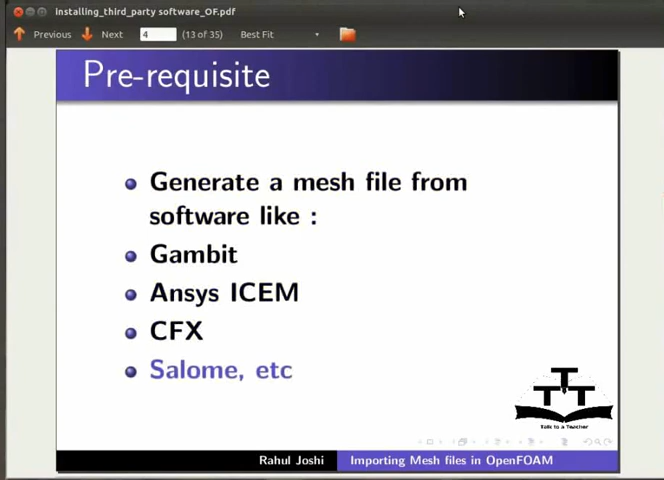 Installing_third_party software_OF.pdf
Previous Next 4 (13 of 35) Best Fit
Pre-requisite
Generate a mesh file from
software like :
Gambit
Ansys ICEM
CFX
Salome, etc
T T T
Talk to a Teacher
Rahul Joshi Importing Mesh files in OpenFOAM